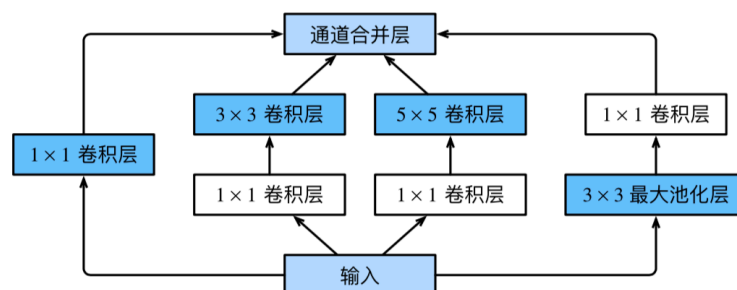 通道合并层
3 × 3 卷积层
5 × 5 卷积层
1 × 1 卷积层
1 × 1 卷积层
1 × 1 卷积层
1 × 1 卷积层
3 × 3 最大池化层
输入